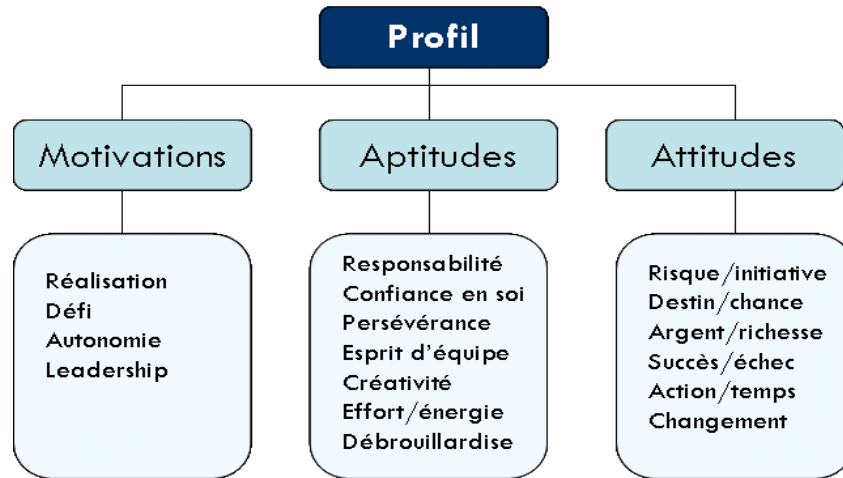 Profil
Motivations
Aptitudes
Attitudes
Réalisation
Défi
Autonomie
Leadership
Responsabilité
Confiance en soi
Persévérance
Esprit d'équipe
Créativité
Effort/énergie
Débrouillardise
Risque/initiative
Destin/chance
Argent/richesse
Succès/échec
Action/temps
Changement